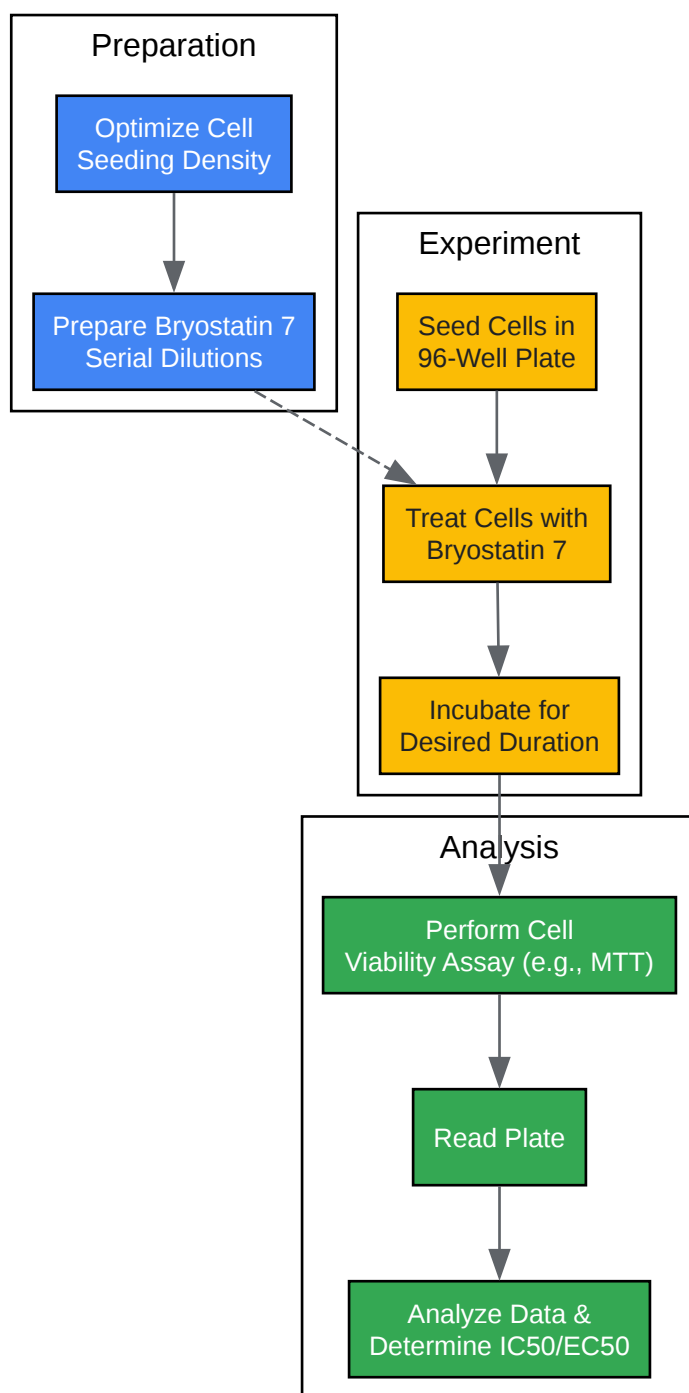 Preparation
Optimize Cell
Seeding Density
Prepare Bryostatin 7
Serial Dilutions
Experiment
Seed Cells in
96-Well Plate
Treat Cells with
Bryostatin 7
Incubate for
Desired Duration
Analysis
Perform Cell
Viability Assay (e.g., MTT)
Read Plate
Analyze Data &
Determine IC50/EC50